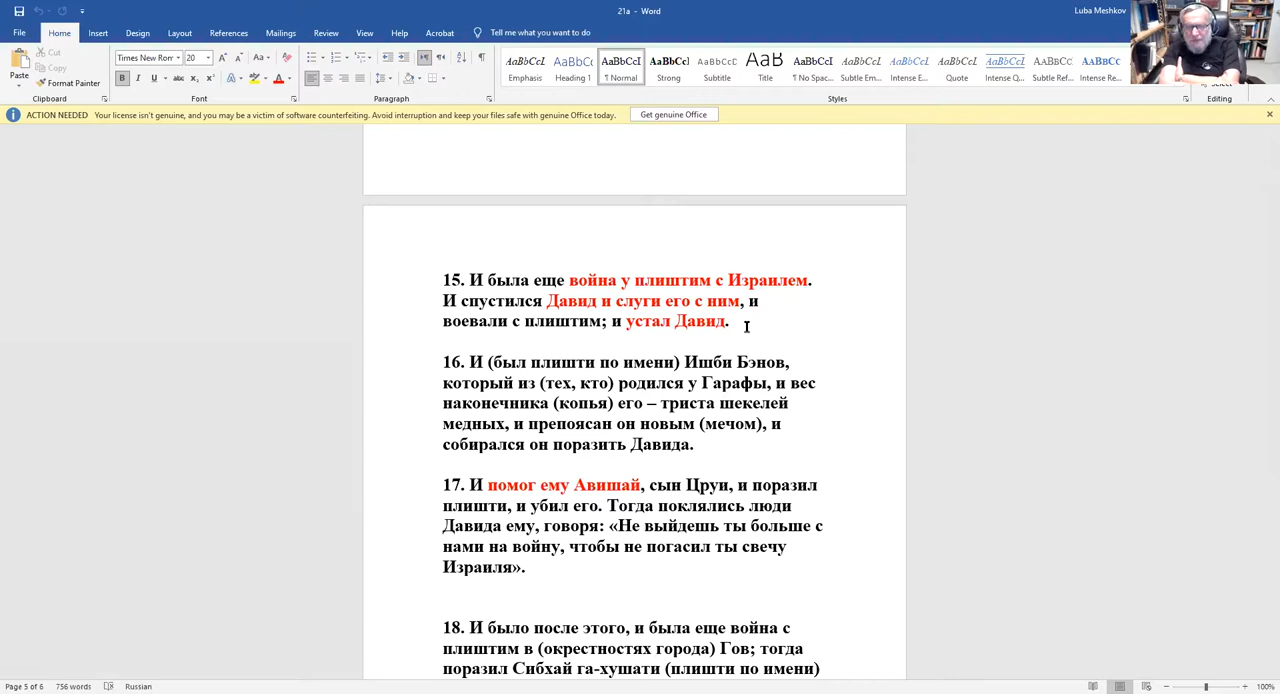 21a - Word
Luba Meshkov
File Home Insert Design Layout References Mailings Review View Help Acrobat Tell me what you want to do
Paste
Cut
Copy
Format Painter
Times New Rom 20
AaBbCcI AaBbCc AaBbCcI AaBbCcI AaBbCcD AaB AaBbCcI AaBbCcI AaBbCcI AaBbCcI AaBbCcI AaBbCc
Emphasis Heading 1 ¶ Normal Strong Subtitle Title ¶ No Spac... Subtle Em... Intense E... Quote Intense Q... Subtle Ref... Intense Re...
Clipboard Font Paragraph Styles Editing
ACTION NEEDED Your license isn't genuine, and you may be a victim of software counterfeiting. Avoid interruption and keep your files safe with genuine Office today. Get genuine Office
15. И была еще война у плиштим с Израилем.
И спустился Давид и слуги его с ним, и
воевали с плиштим; и устал Давид.
16. И (был плишти по имени) Ишби Бэнов,
который из (тех, кто) родился у Гарафы, и вес
наконечника (копья) его – триста шекелей
медных, и препоясан он новым (мечом), и
собирался он поразить Давида.
17. И помог ему Авишай, сын Цруи, и поразил
плишти, и убил его. Тогда поклялись люди
Давида ему, говоря: «Не выйдешь ты больше с
нами на войну, чтобы не погасил ты свечу
Израиля».
18. И было после этого, и была еще война с
плиштим в (окрестностях города) Гов; тогда
поразил Сибхай га-хушати (плишти по имени)
Page 5 of 6 756 words Russian 100%